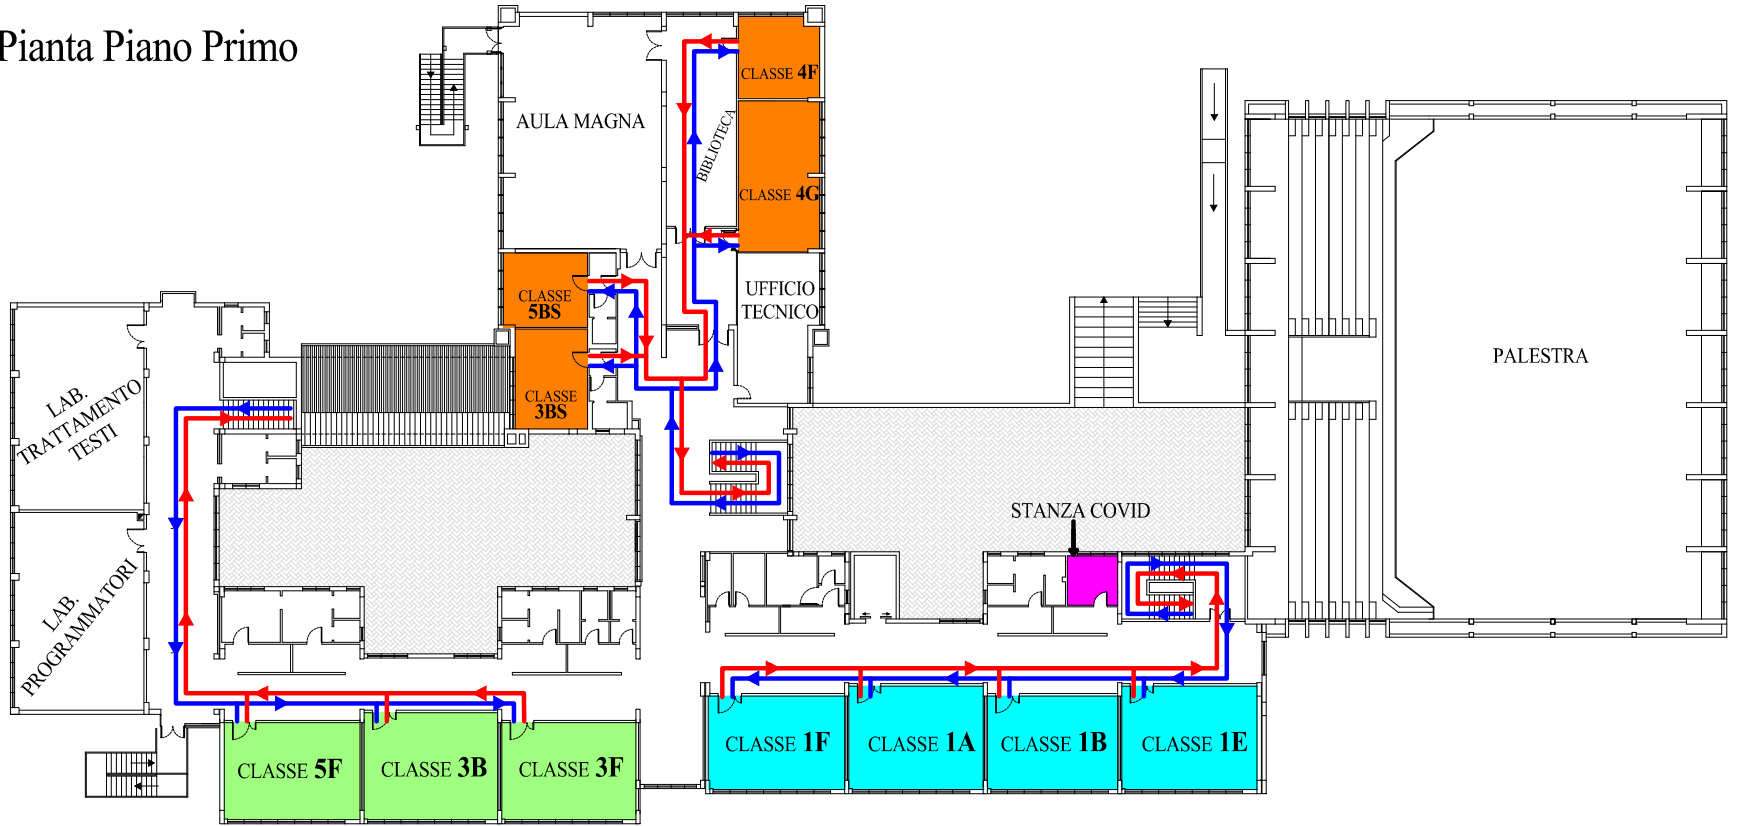 Pianta Piano Primo
CLASSE 4F
AULA MAGNA
BIBLIOTECA
CLASSE 4G
CLASSE
5BS
UFFICIO
TECNICO
PALESTRA
LAB.
TRATTAMENTO
TESTI
CLASSE
3BS
STANZA COVID
LAB.
PROGRAMMATORI
CLASSE 1F
CLASSE 1A
CLASSE 1B
CLASSE 1E
CLASSE 5F
CLASSE 3B
CLASSE 3F